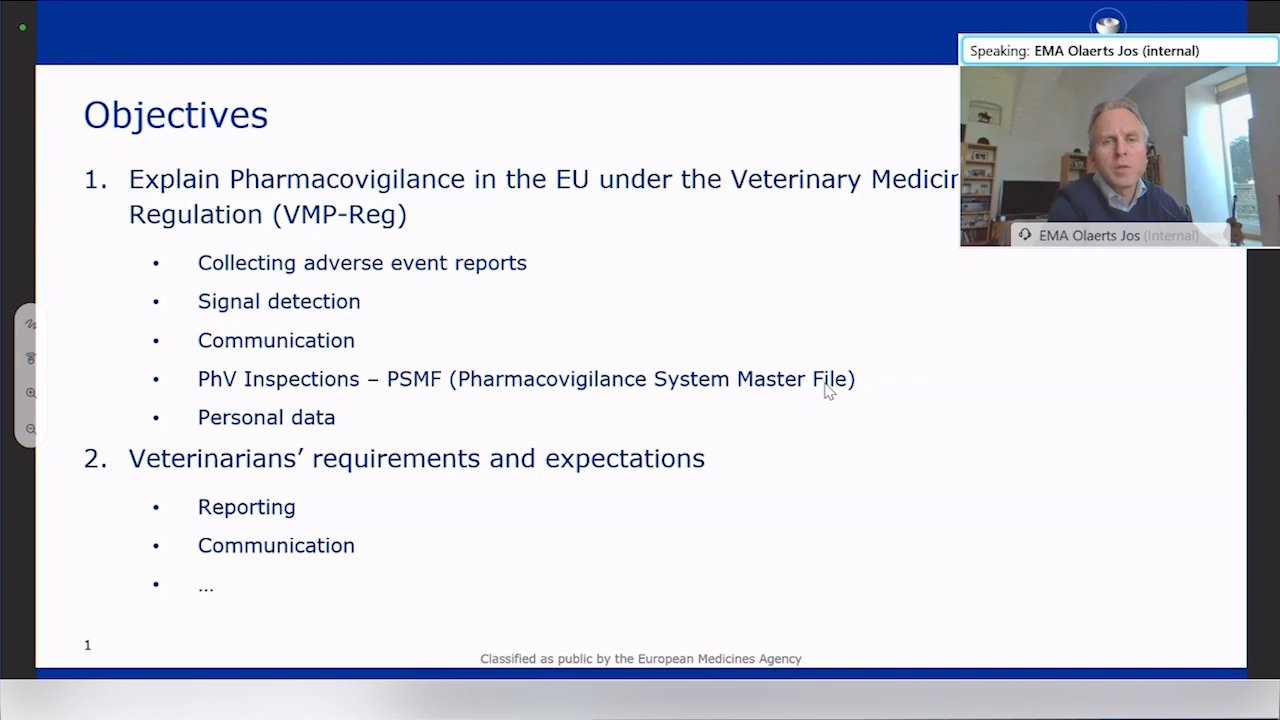 Speaking: EMA Olaerts Jos (internal)
EMA Olaerts Jos (Internal)
Objectives
1. Explain Pharmacovigilance in the EU under the Veterinary Medicin
Regulation (VMP-Reg)
• Collecting adverse event reports
• Signal detection
• Communication
• PhV Inspections – PSMF (Pharmacovigilance System Master File)
• Personal data
2. Veterinarians’ requirements and expectations
• Reporting
• Communication
• ...
1
Classified as public by the European Medicines Agency